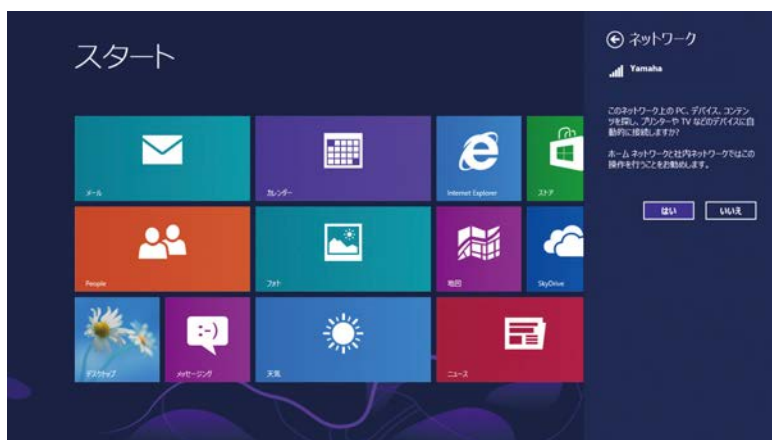 スタート
メール
カレンダー
Internet Explorer
ストア
People
フォト
地図
SkyDrive
デスクトップ
メッセージング
天気
ニュース
ネットワーク
Yamaha
このネットワーク上の PC、デバイス、コンテン
ツを探し、プリンターや TV などのデバイスに自
動的に接続しますか?
ホーム ネットワークと社内ネットワークではこの
操作を行うことをお勧めします。
はい
いいえ